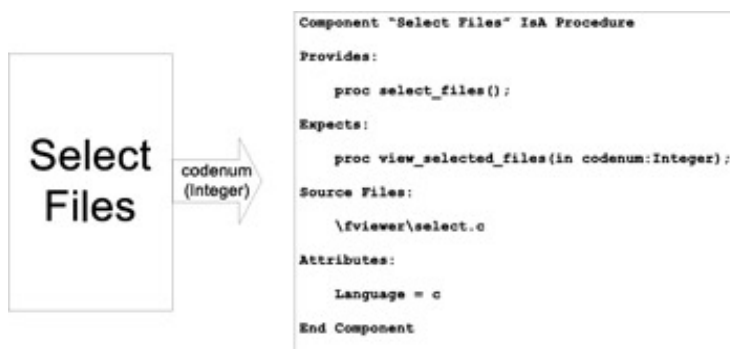 Select
Files
codenum
(Integer)
Component "Select Files" IsA Procedure
Provides:
proc select_files();
Expects:
proc view_selected_files(in codenum:Integer);
Source Files:
\fviewer\select.c
Attributes:
Language = c
End Component